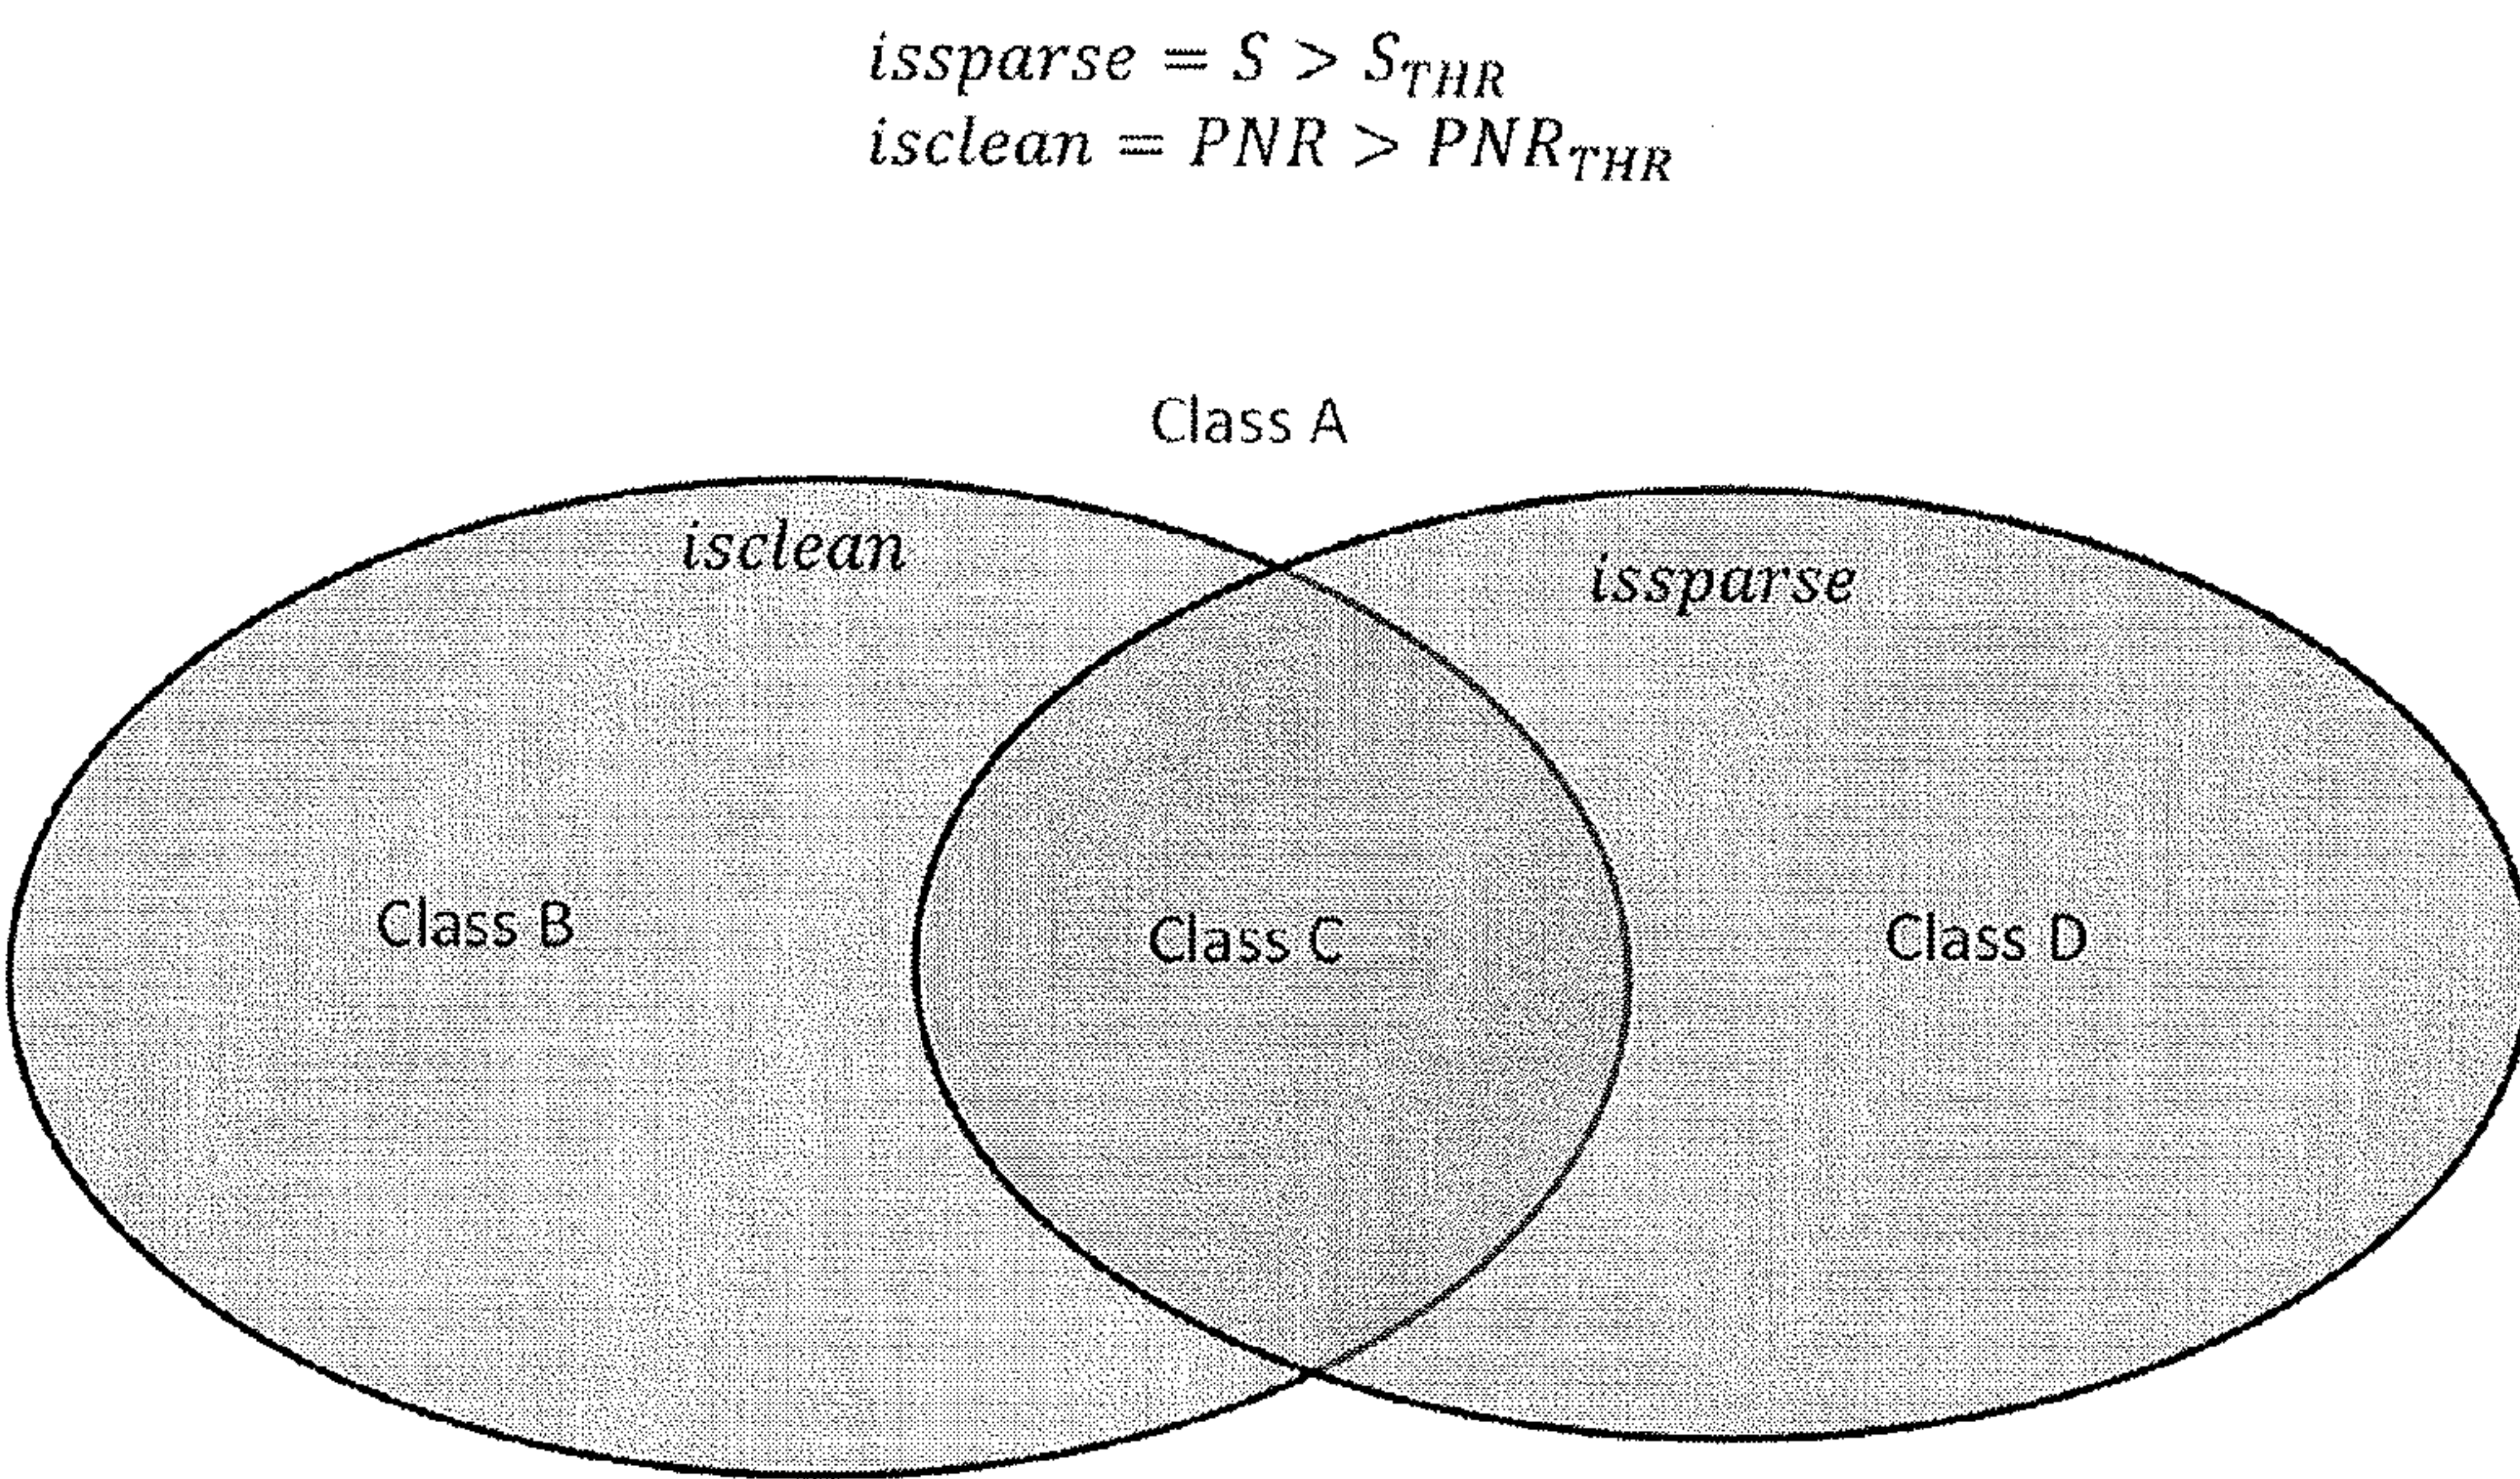 issparse = S > S_THR
isclean = PNR > PNR_THR
Class A
isclean
issparse
Class B
Class C
Class D